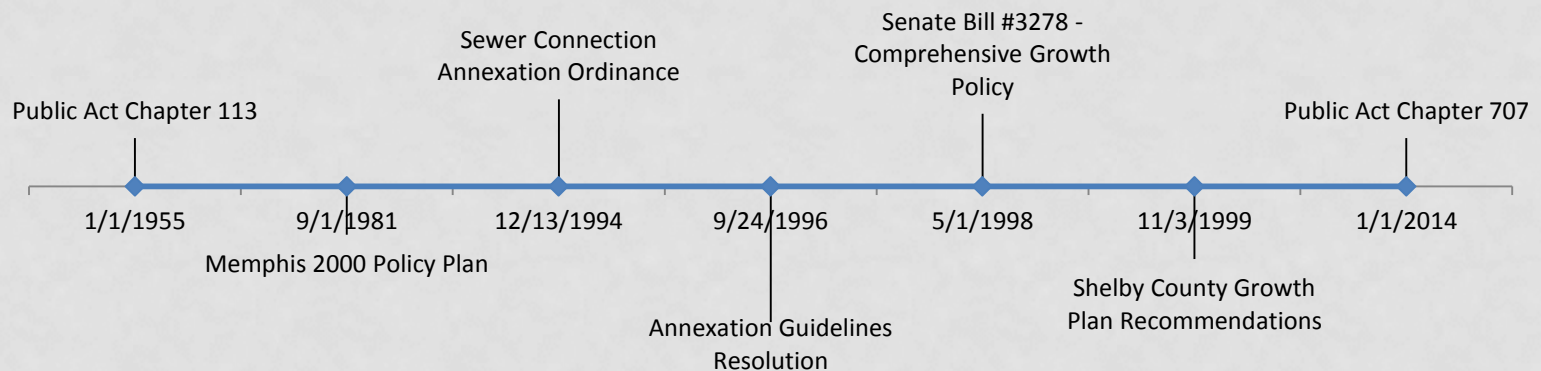 Senate Bill #3278 -
Comprehensive Growth
Policy
Sewer Connection
Annexation Ordinance
Public Act Chapter 113
Public Act Chapter 707
1/1/1955
9/1/1981
12/13/1994
9/24/1996
5/1/1998
11/3/1999
1/1/2014
Memphis 2000 Policy Plan
Shelby County Growth
Plan Recommendations
Annexation Guidelines
Resolution